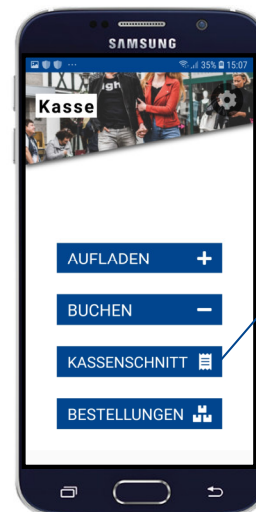 SAMSUNG
35% 15:07
Kasse
AUFLADEN
BUCHEN
KASSENSCHNITT
BESTELLUNGEN